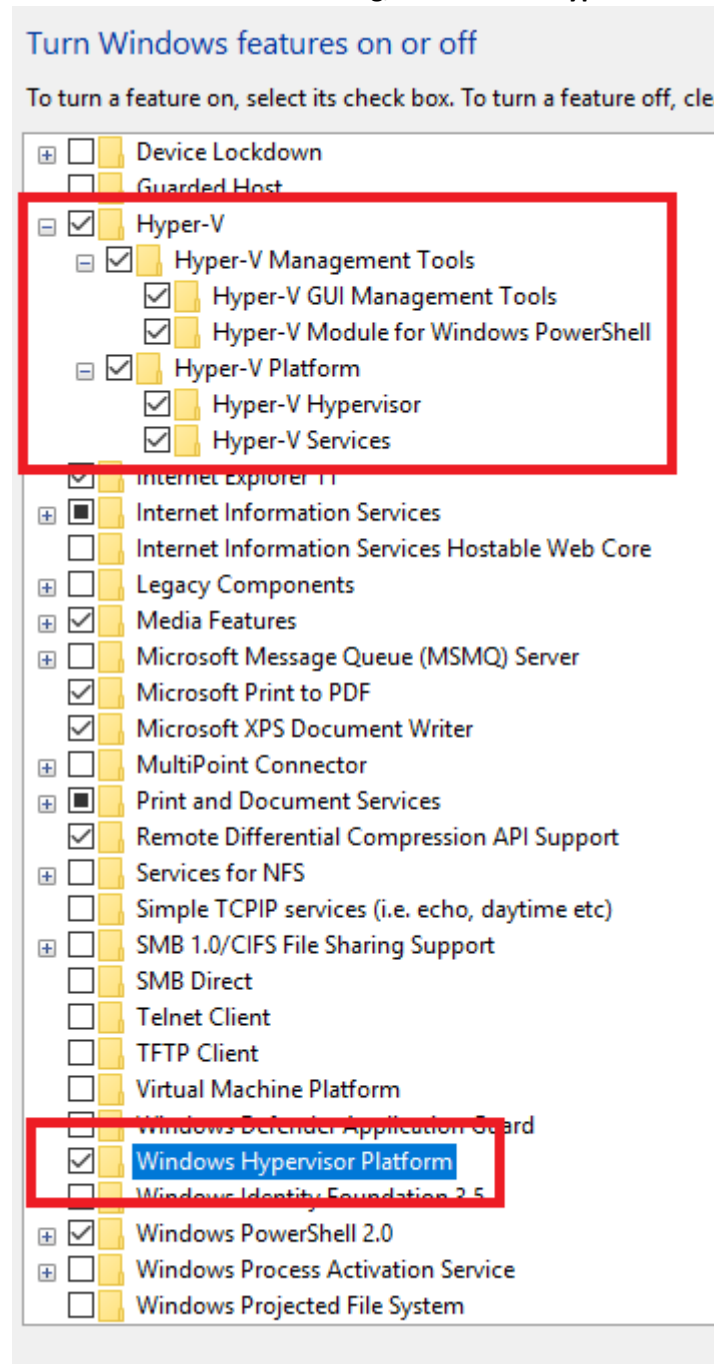 Turn Windows features on or off
To turn a feature on, select its check box. To turn a feature off, cle
Device Lockdown
Guarded Host
Hyper-V
Hyper-V Management Tools
Hyper-V GUI Management Tools
Hyper-V Module for Windows PowerShell
Hyper-V Platform
Hyper-V Hypervisor
Hyper-V Services
Internet Explorer 11
Internet Information Services
Internet Information Services Hostable Web Core
Legacy Components
Media Features
Microsoft Message Queue (MSMQ) Server
Microsoft Print to PDF
Microsoft XPS Document Writer
MultiPoint Connector
Print and Document Services
Remote Differential Compression API Support
Services for NFS
Simple TCPIP services (i.e. echo, daytime etc)
SMB 1.0/CIFS File Sharing Support
SMB Direct
Telnet Client
TFTP Client
Virtual Machine Platform
Windows Defender Application Guard
Windows Hypervisor Platform
Windows Identity Foundation 3.5
Windows PowerShell 2.0
Windows Process Activation Service
Windows Projected File System